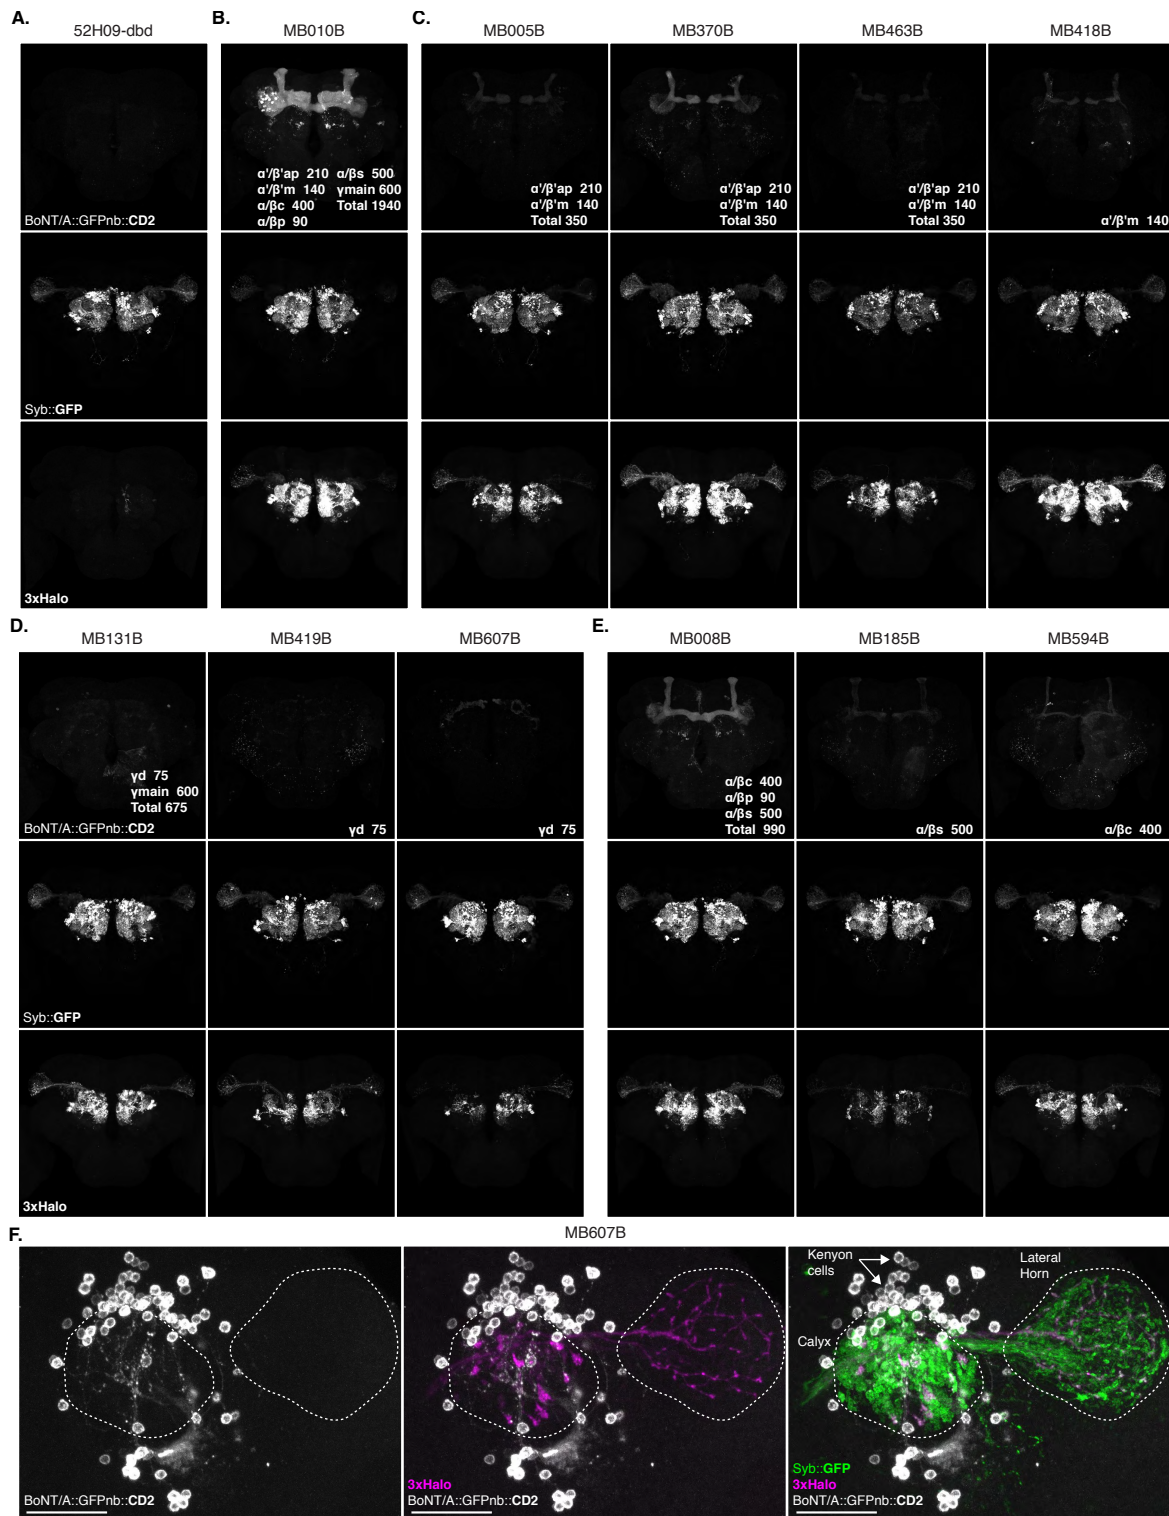 A.
52H09-dbd
BoNT/A::GFPnb::CD2
Syb::GFP
3xHalo
B.
MB010B
α'/β'ap 210 α/βs 500
α'/β'm 140 γmain 600
α/βc 400 Total 1940
α/βp 90
C.
MB005B
α'/β'ap 210
α'/β'm 140
Total 350
MB370B
α'/β'ap 210
α'/β'm 140
Total 350
MB463B
α'/β'ap 210
α'/β'm 140
Total 350
MB418B
α'/β'm 140
D.
MB131B
γd 75
γmain 600
Total 675
BoNT/A::GFPnb::CD2
Syb::GFP
3xHalo
MB419B
γd 75
MB607B
γd 75
E.
MB008B
α/βc 400
α/βp 90
α/βs 500
Total 990
MB185B
α/βs 500
MB594B
α/βc 400
F.
MB607B
BoNT/A::GFPnb::CD2
3xHalo
BoNT/A::GFPnb::CD2
Kenyon
cells
Lateral
Horn
Calyx
Syb::GFP
3xHalo
BoNT/A::GFPnb::CD2